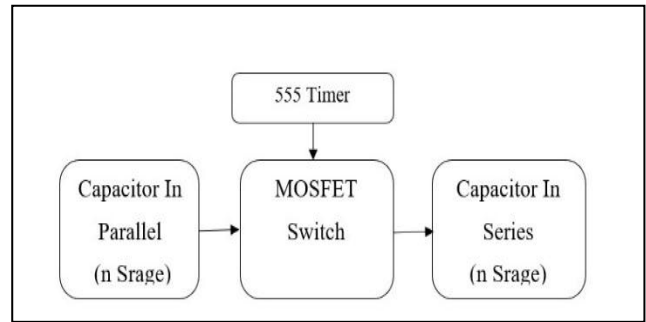 555 Timer
Capacitor In
Parallel
(n Srage)
MOSFET
Switch
Capacitor In
Series
(n Srage)